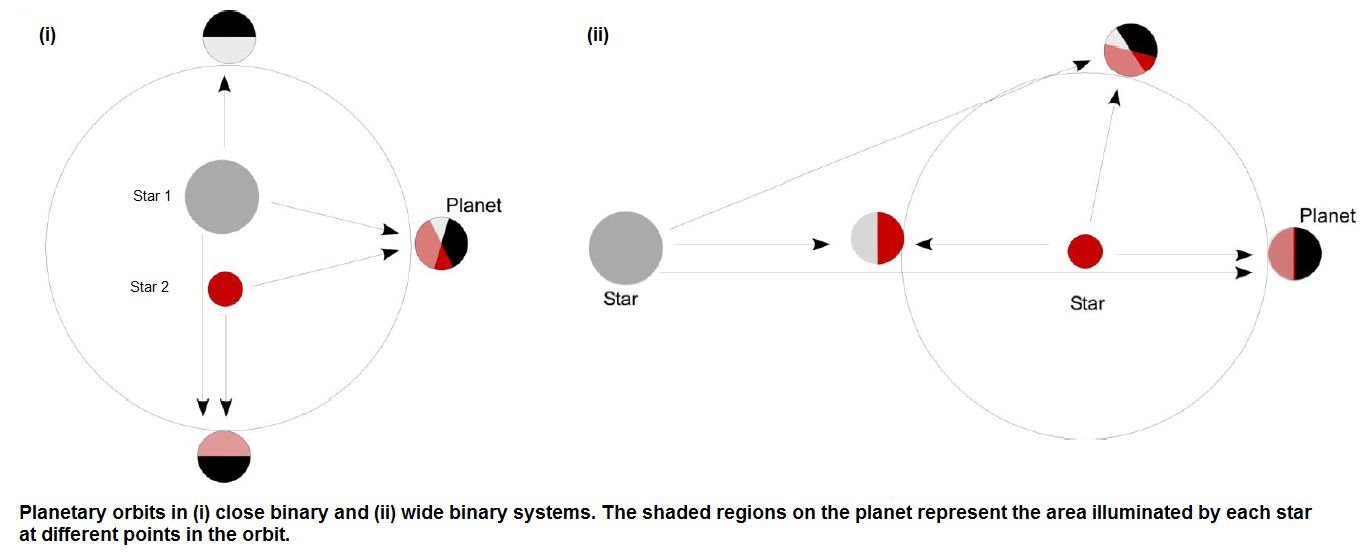 (i)
(ii)
Star 1
Planet
Star 2
Planet
Star
Star
Planetary orbits in (i) close binary and (ii) wide binary systems. The shaded regions on the planet represent the area illuminated by each star
at different points in the orbit.